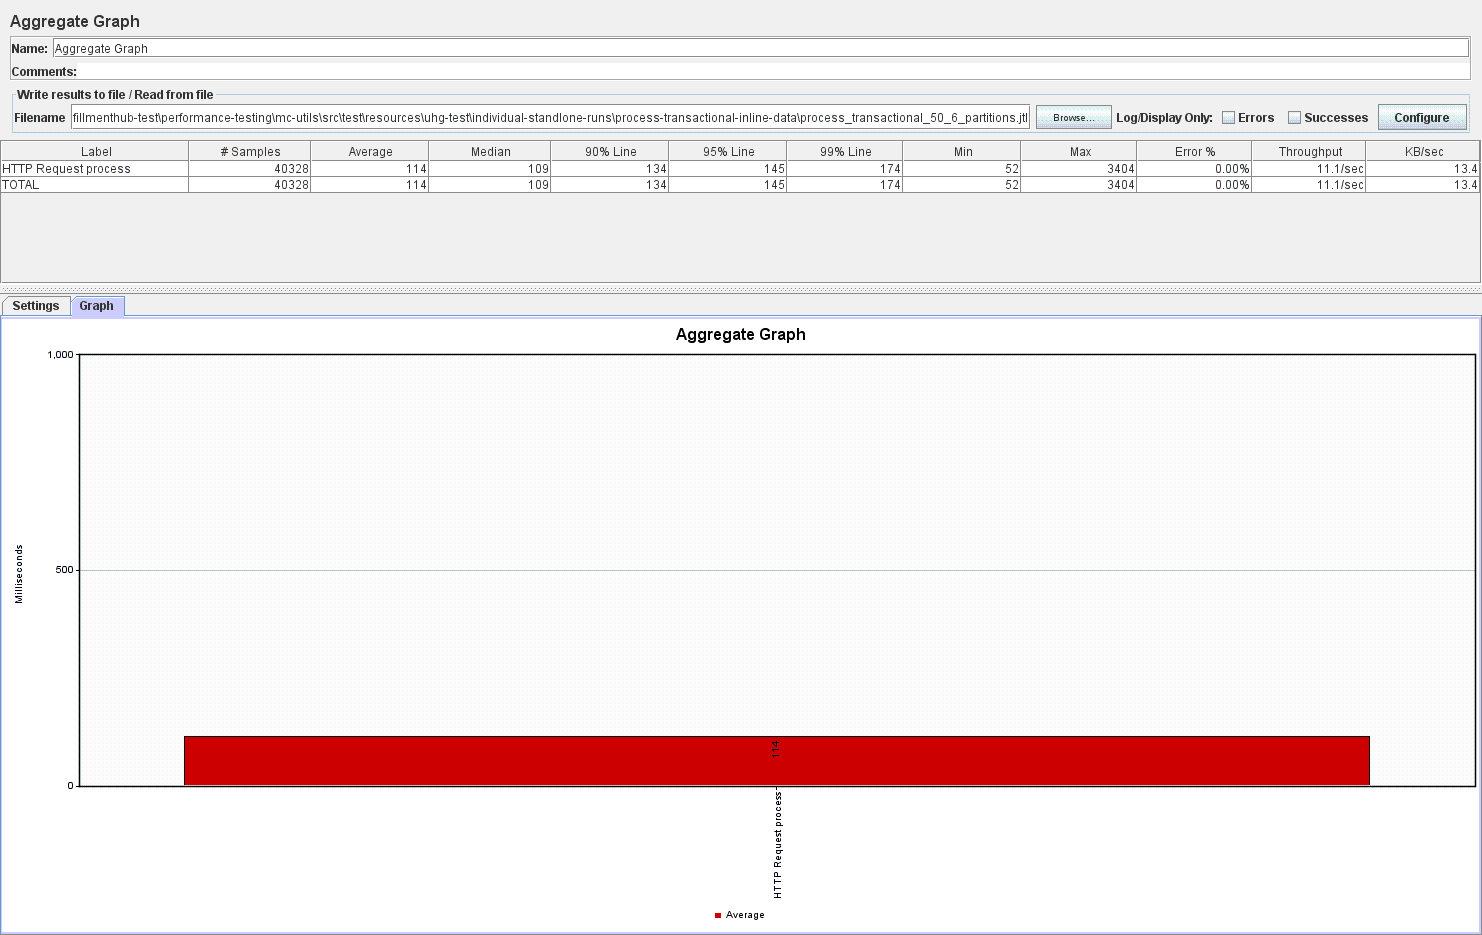 Aggregate Graph
Name: Aggregate Graph
Comments:
Write results to file / Read from file
Filename fillmenthub-test\performance-testing\mc-utils\src\test\resources\uhg-test\individual-standlone-runs\process-transactional-inline-data\process_transactional_50_6_partitions.jtl Browse... Log/Display Only: Errors Successes Configure
Label # Samples Average Median 90% Line 95% Line 99% Line Min Max Error % Throughput KB/sec
HTTP Request process 40328 114 109 134 145 174 52 3404 0.00% 11.1/sec 13.4
TOTAL 40328 114 109 134 145 174 52 3404 0.00% 11.1/sec 13.4
Settings Graph
Aggregate Graph
1,000
500
0
Milliseconds
114
HTTP Request process
Average